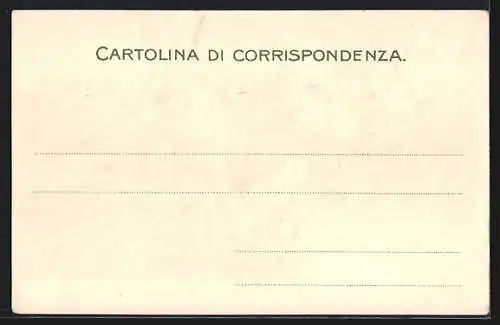 CARTOLINA DI CORRISPONDENZA.